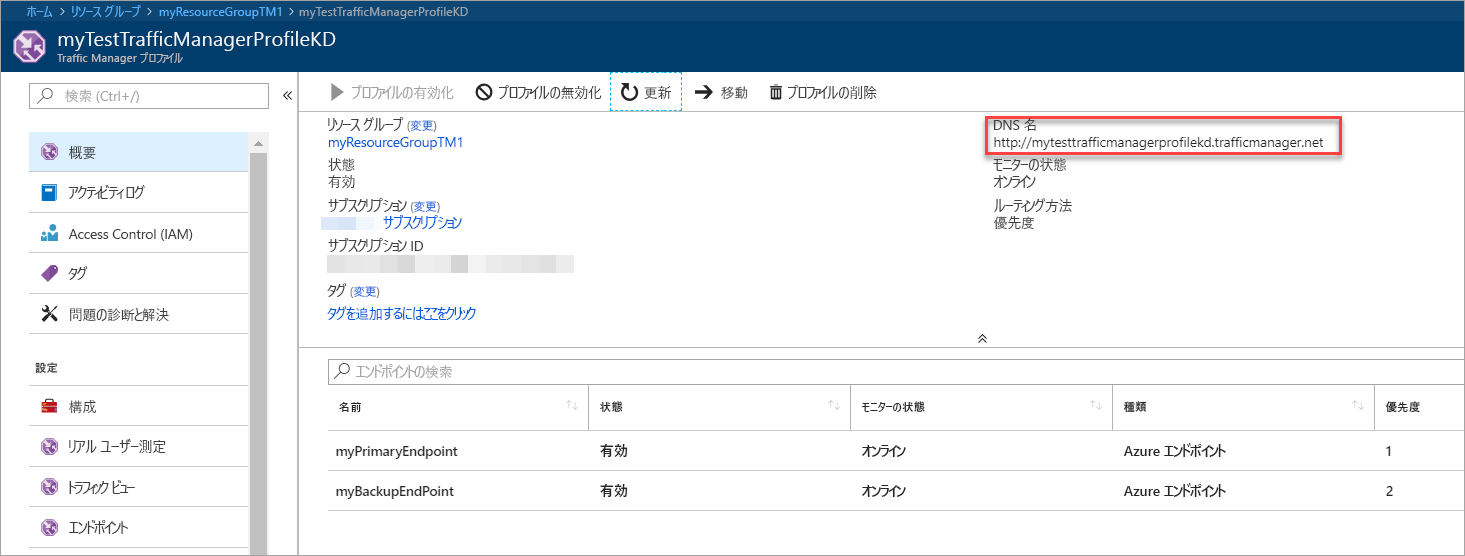 ホーム > リソース グループ > myResourceGroupTM1 > myTestTrafficManagerProfileKD
myTestTrafficManagerProfileKD
Traffic Manager プロファイル
検索 (Ctrl+/)
概要
アクティビティ ログ
Access Control (IAM)
タグ
問題の診断と解決
設定
構成
リアル ユーザー測定
トラフィック ビュー
エンドポイント
プロファイルの有効化 プロファイルの無効化 更新 移動 プロファイルの削除
リソース グループ (変更)
myResourceGroupTM1
状態
有効
サブスクリプション (変更)
サブスクリプション
サブスクリプション ID
タグ (変更)
タグを追加するにはここをクリック
DNS 名
http://mytesttrafficmanagerprofilekd.trafficmanager.net
モニターの状態
オンライン
ルーティング方法
優先度
エンドポイントの検索
名前 状態 モニターの状態 種類 優先度
myPrimaryEndpoint 有効 オンライン Azure エンドポイント 1
myBackupEndPoint 有効 オンライン Azure エンドポイント 2